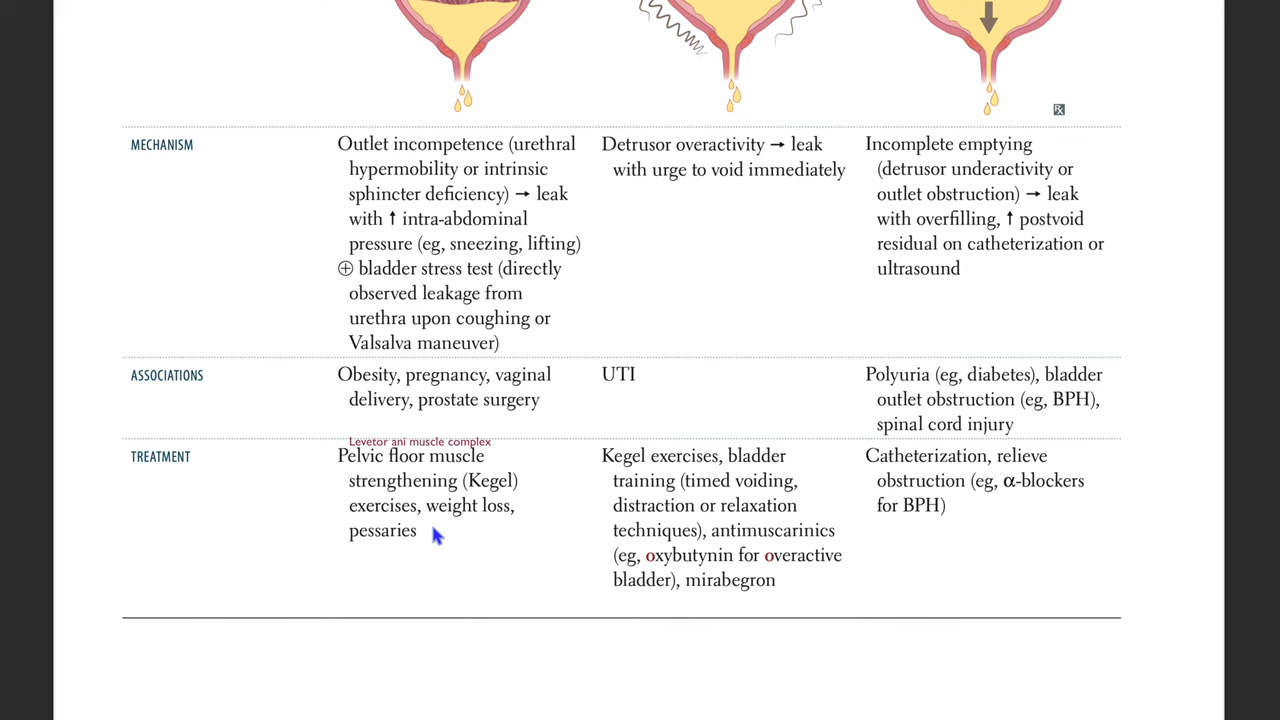 Rx
MECHANISM
Outlet incompetence (urethral
hypermobility or intrinsic
sphincter deficiency) → leak
with ↑ intra-abdominal
pressure (eg, sneezing, lifting)
⊕ bladder stress test (directly
observed leakage from
urethra upon coughing or
Valsalva maneuver)
Detrusor overactivity → leak
with urge to void immediately
Incomplete emptying
(detrusor underactivity or
outlet obstruction) → leak
with overfilling, ↑ postvoid
residual on catheterization or
ultrasound
ASSOCIATIONS
Obesity, pregnancy, vaginal
delivery, prostate surgery
UTI
Polyuria (eg, diabetes), bladder
outlet obstruction (eg, BPH),
spinal cord injury
TREATMENT
Levetor ani muscle complex
Pelvic floor muscle
strengthening (Kegel)
exercises, weight loss,
pessaries
Kegel exercises, bladder
training (timed voiding,
distraction or relaxation
techniques), antimuscarinics
(eg, oxybutynin for overactive
bladder), mirabegron
Catheterization, relieve
obstruction (eg, α-blockers
for BPH)